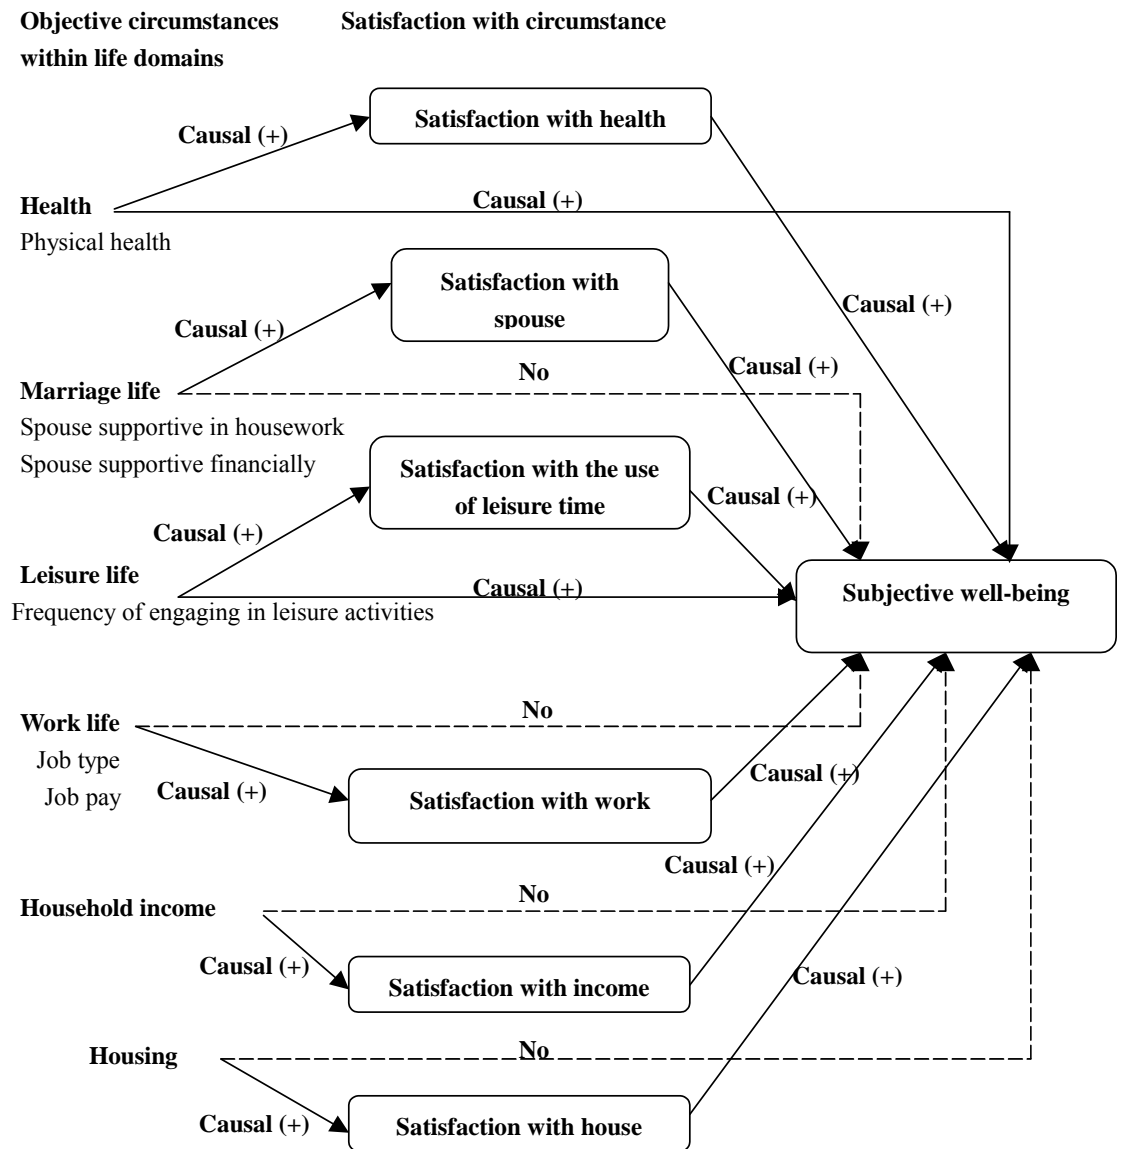 Objective circumstances
within life domains
Satisfaction with circumstance
Satisfaction with health
Causal (+)
Causal (+)
Health
Physical health
Satisfaction with
spouse
Causal (+)
Causal (+)
No
Causal (+)
Marriage life
Spouse supportive in housework
Spouse supportive financially
Satisfaction with the use
of leisure time
Causal (+)
Causal (+)
Leisure life
Causal (+)
Frequency of engaging in leisure activities
Subjective well-being
Work life
No
Job type
Job pay
Causal (+)
Satisfaction with work
Causal (+)
Causal (+)
Household income
No
Causal (+)
Satisfaction with income
Causal (+)
Housing
No
Causal (+)
Satisfaction with house